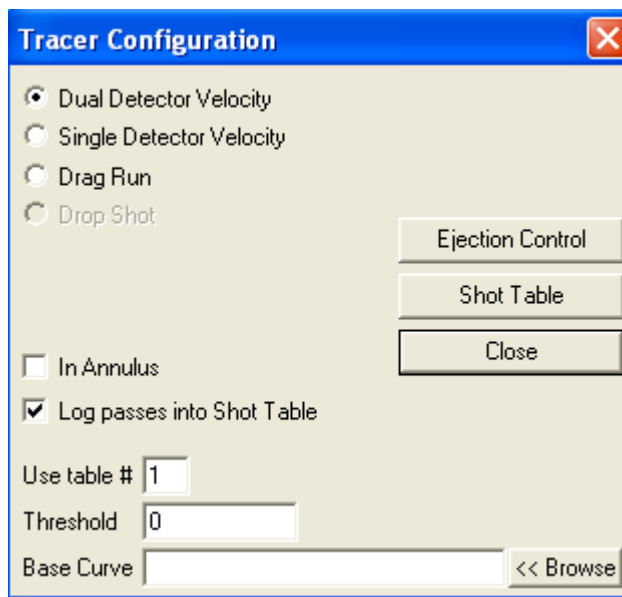 Tracer Configuration
Dual Detector Velocity
Single Detector Velocity
Drag Run
Drop Shot
Ejection Control
Shot Table
Close
In Annulus
Log passes into Shot Table
Use table # 1
Threshold 0
Base Curve << Browse